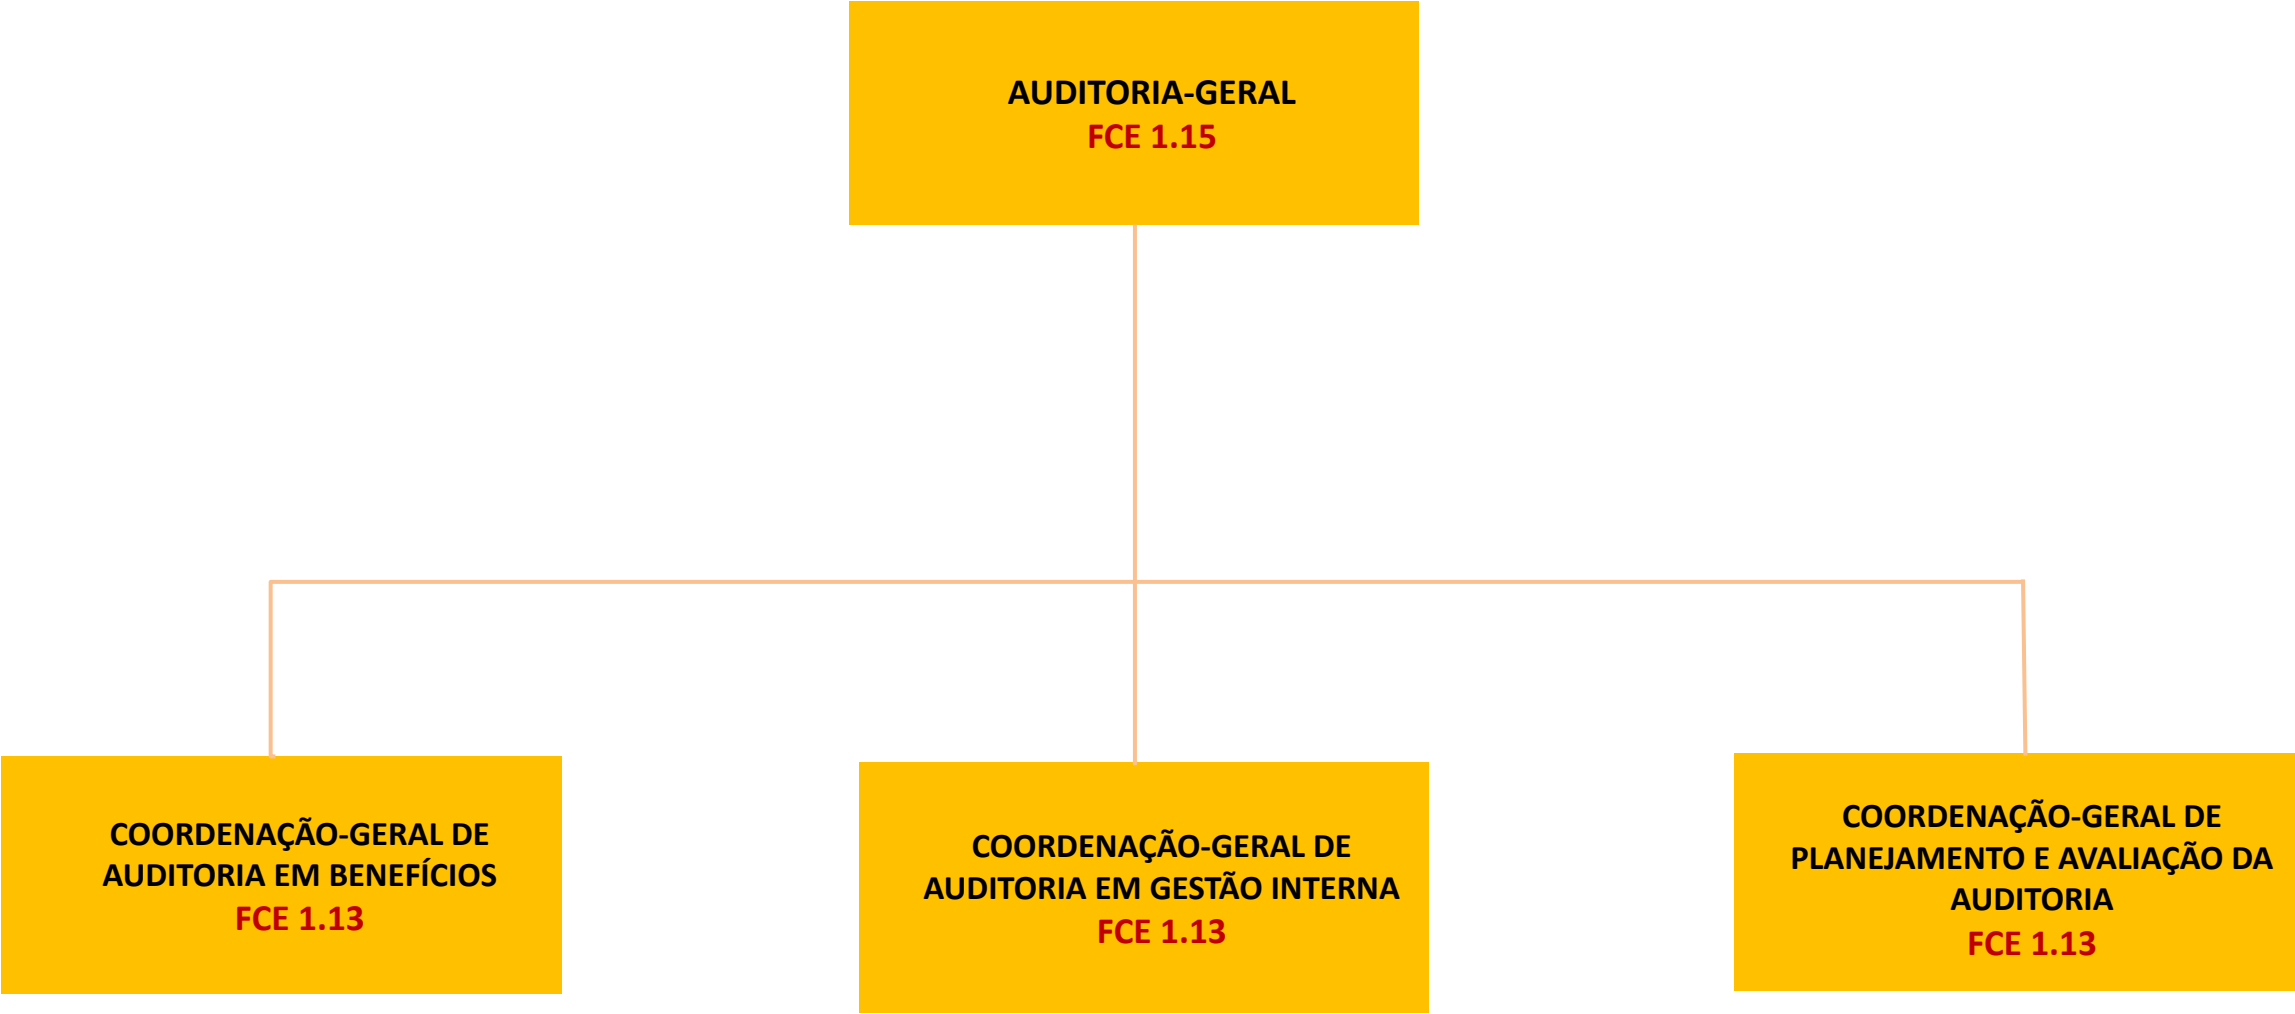 AUDITORIA-GERAL
FCE 1.15
COORDENAÇÃO-GERAL DE
AUDITORIA EM BENEFÍCIOS
FCE 1.13
COORDENAÇÃO-GERAL DE
AUDITORIA EM GESTÃO INTERNA
FCE 1.13
COORDENAÇÃO-GERAL DE
PLANEJAMENTO E AVALIAÇÃO DA
AUDITORIA
FCE 1.13